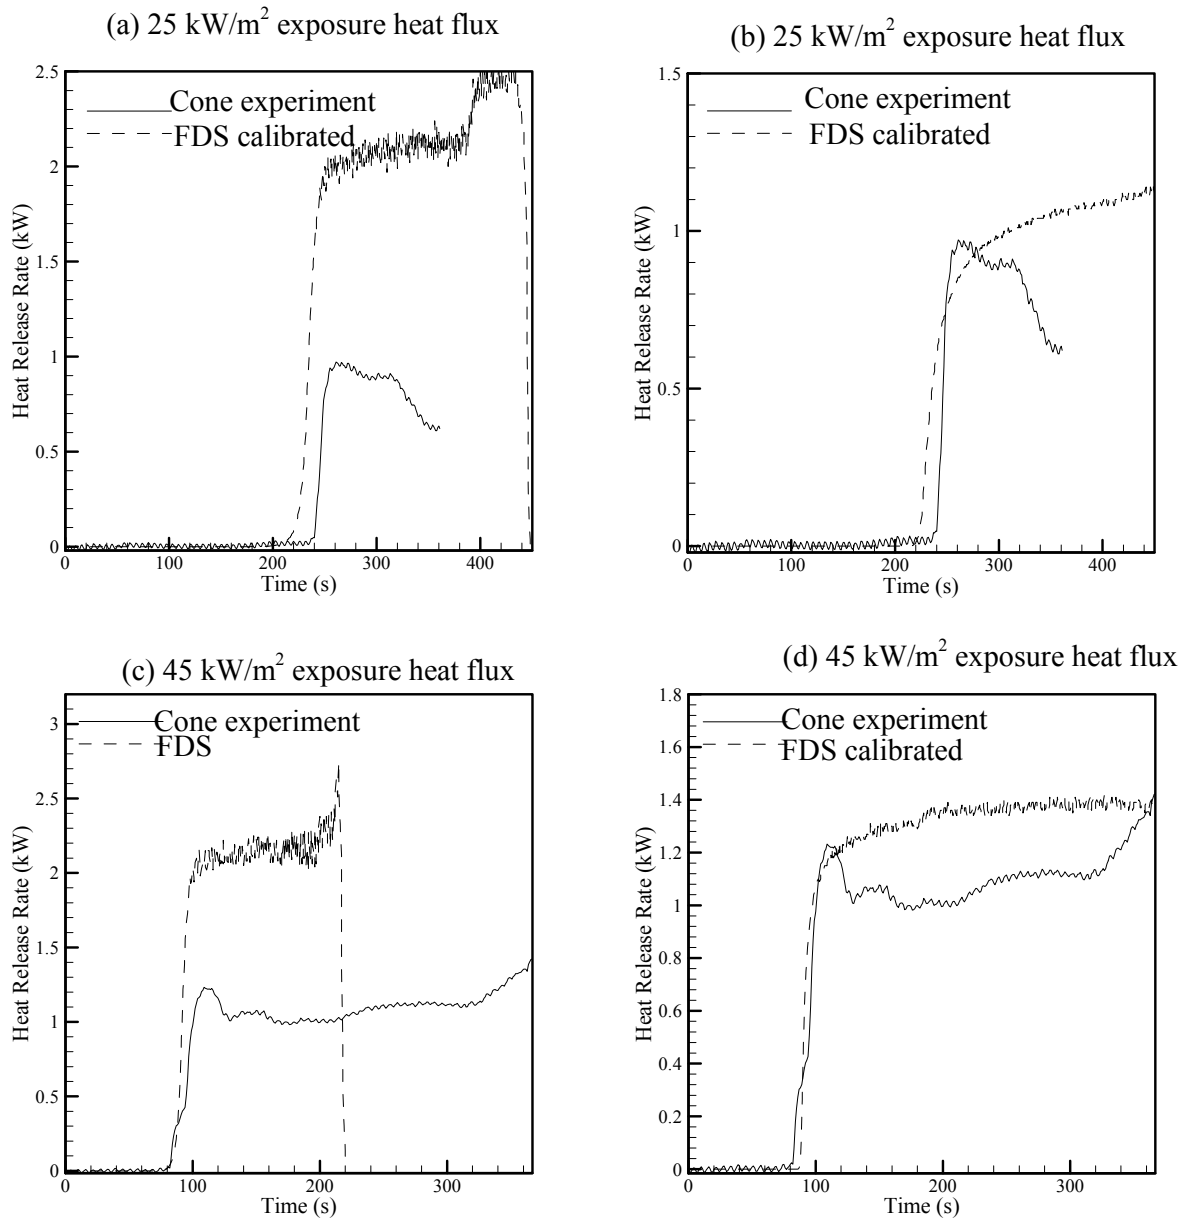 (a) 25 kW/m² exposure heat flux
Cone experiment
FDS calibrated
Heat Release Rate (kW)
2.5
2
1.5
1
0.5
0
0 100 200 300 400
Time (s)
(b) 25 kW/m² exposure heat flux
Cone experiment
FDS calibrated
Heat Release Rate (kW)
1.5
1
0.5
0
0 100 200 300 400
Time (s)
(c) 45 kW/m² exposure heat flux
Cone experiment
FDS
Heat Release Rate (kW)
3
2.5
2
1.5
1
0.5
0
0 100 200 300
Time (s)
(d) 45 kW/m² exposure heat flux
Cone experiment
FDS calibrated
Heat Release Rate (kW)
1.8
1.6
1.4
1.2
1
0.8
0.6
0.4
0.2
0
0 100 200 300
Time (s)